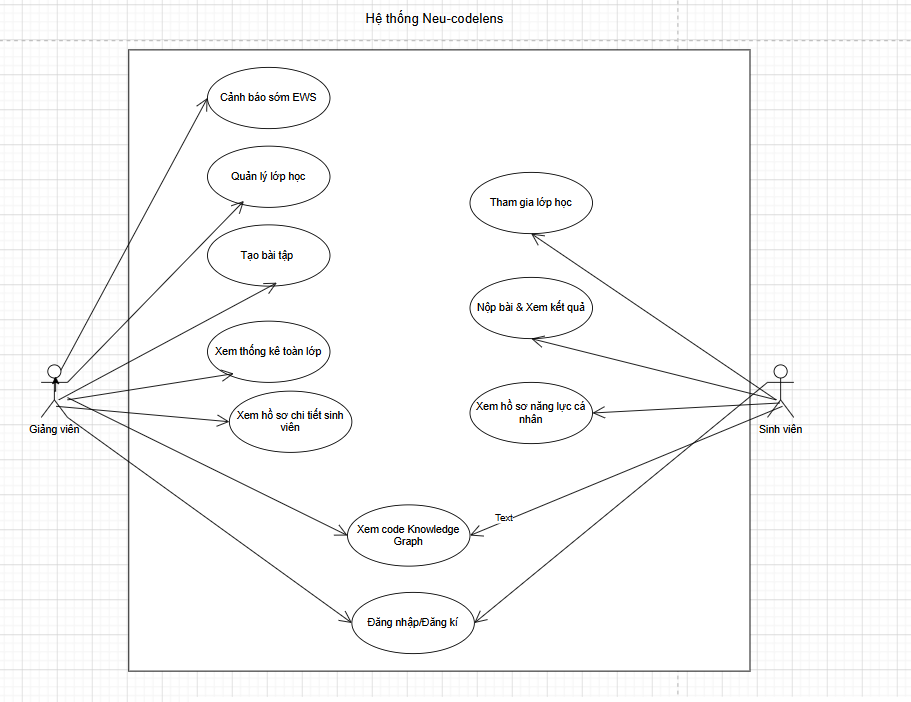 Hệ thống Neu-codelens
Cảnh báo sớm EWS
Quản lý lớp học
Tham gia lớp học
Tạo bài tập
Nộp bài & Xem kết quả
Xem thống kê toàn lớp
Xem hồ sơ chi tiết sinh
viên
Xem hồ sơ năng lực cá
nhân
Giảng viên
Sinh viên
Text
Xem code Knowledge
Graph
Đăng nhập/Đăng kí